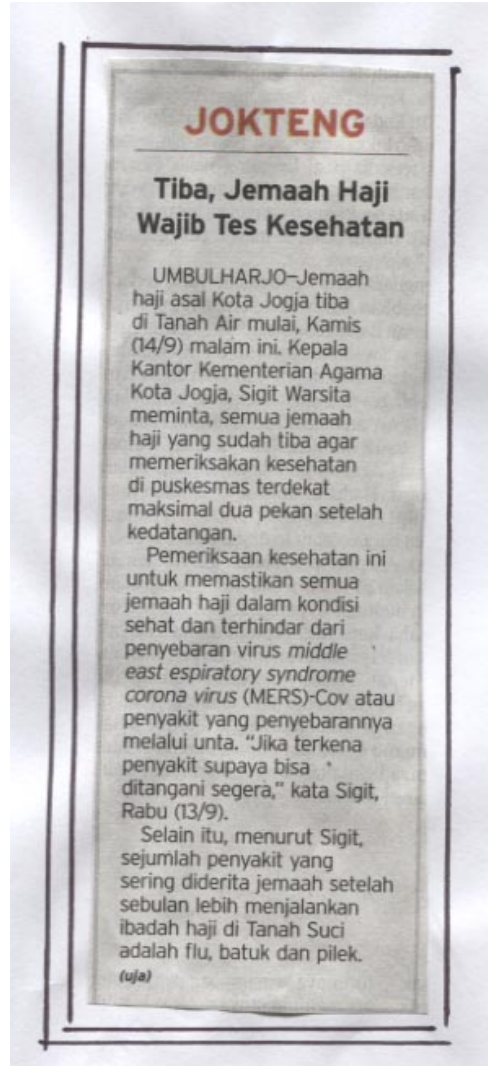 JOKTENG
Tiba, Jemaah Haji
Wajib Tes Kesehatan
UMBULHARJO–Jemaah
haji asal Kota Jogja tiba
di Tanah Air mulai, Kamis
(14/9) malam ini. Kepala
Kantor Kementerian Agama
Kota Jogja, Sigit Warsita
meminta, semua jemaah
haji yang sudah tiba agar
memeriksakan kesehatan
di puskesmas terdekat
maksimal dua pekan setelah
kedatangan.
Pemeriksaan kesehatan ini
untuk memastikan semua
jemaah haji dalam kondisi
sehat dan terhindar dari
penyebaran virus middle
east espiratory syndrome
corona virus (MERS)-Cov atau
penyakit yang penyebarannya
melalui unta. “Jika terkena
penyakit supaya bisa
ditangani segera,” kata Sigit,
Rabu (13/9).
Selain itu, menurut Sigit,
sejumlah penyakit yang
sering diderita jemaah setelah
sebulan lebih menjalankan
ibadah haji di Tanah Suci
adalah flu, batuk dan pilek.
(uja)